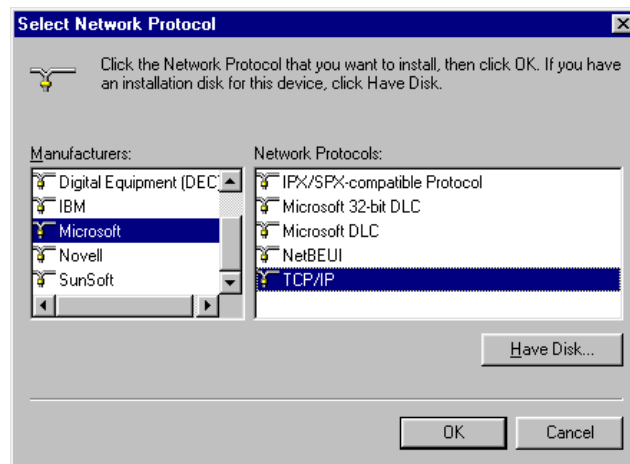 Select Network Protocol
Click the Network Protocol that you want to install, then click OK. If you have
an installation disk for this device, click Have Disk.
Manufacturers:
Digital Equipment (DEC
IBM
Microsoft
Novell
SunSoft
Network Protocols:
IPX/SPX-compatible Protocol
Microsoft 32-bit DLC
Microsoft DLC
NetBEUI
TCP/IP
Have Disk...
OK
Cancel